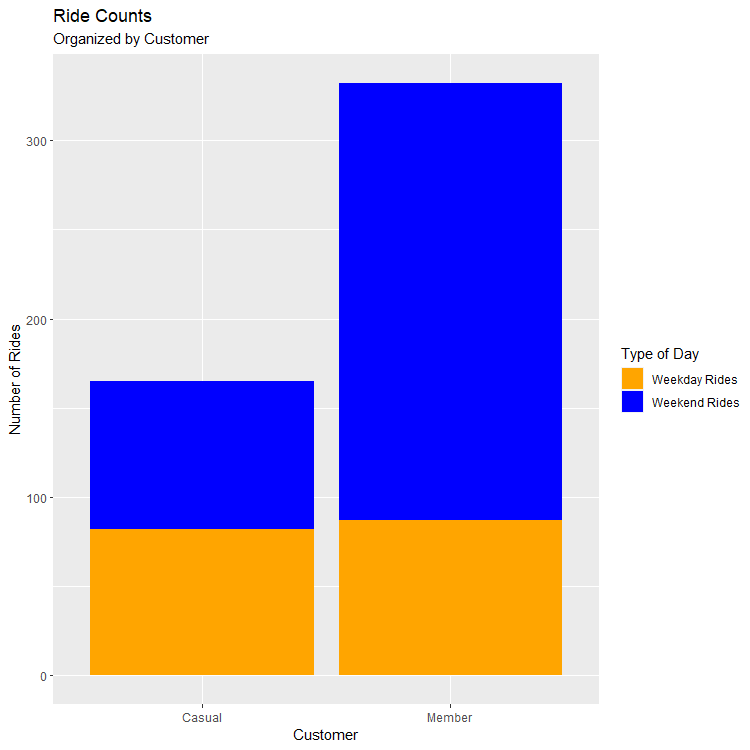 Ride Counts
Organized by Customer
Number of Rides
300
200
100
0
Casual
Member
Customer
Type of Day
Weekday Rides
Weekend Rides